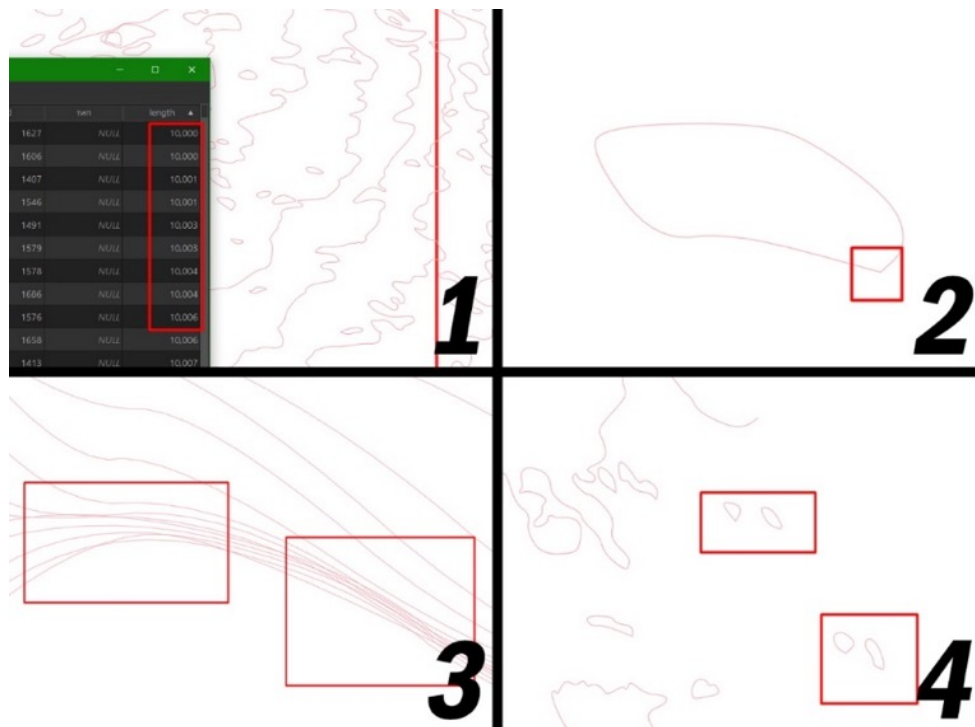 length
1627 NULL 10,000
1606 NULL 10,000
1407 NULL 10,001
1546 NULL 10,001
1491 NULL 10,003
1579 NULL 10,003
1578 NULL 10,004
1686 NULL 10,004
1576 NULL 10,006
1658 NULL 10,006
1413 NULL 10,007
1
2
3
4